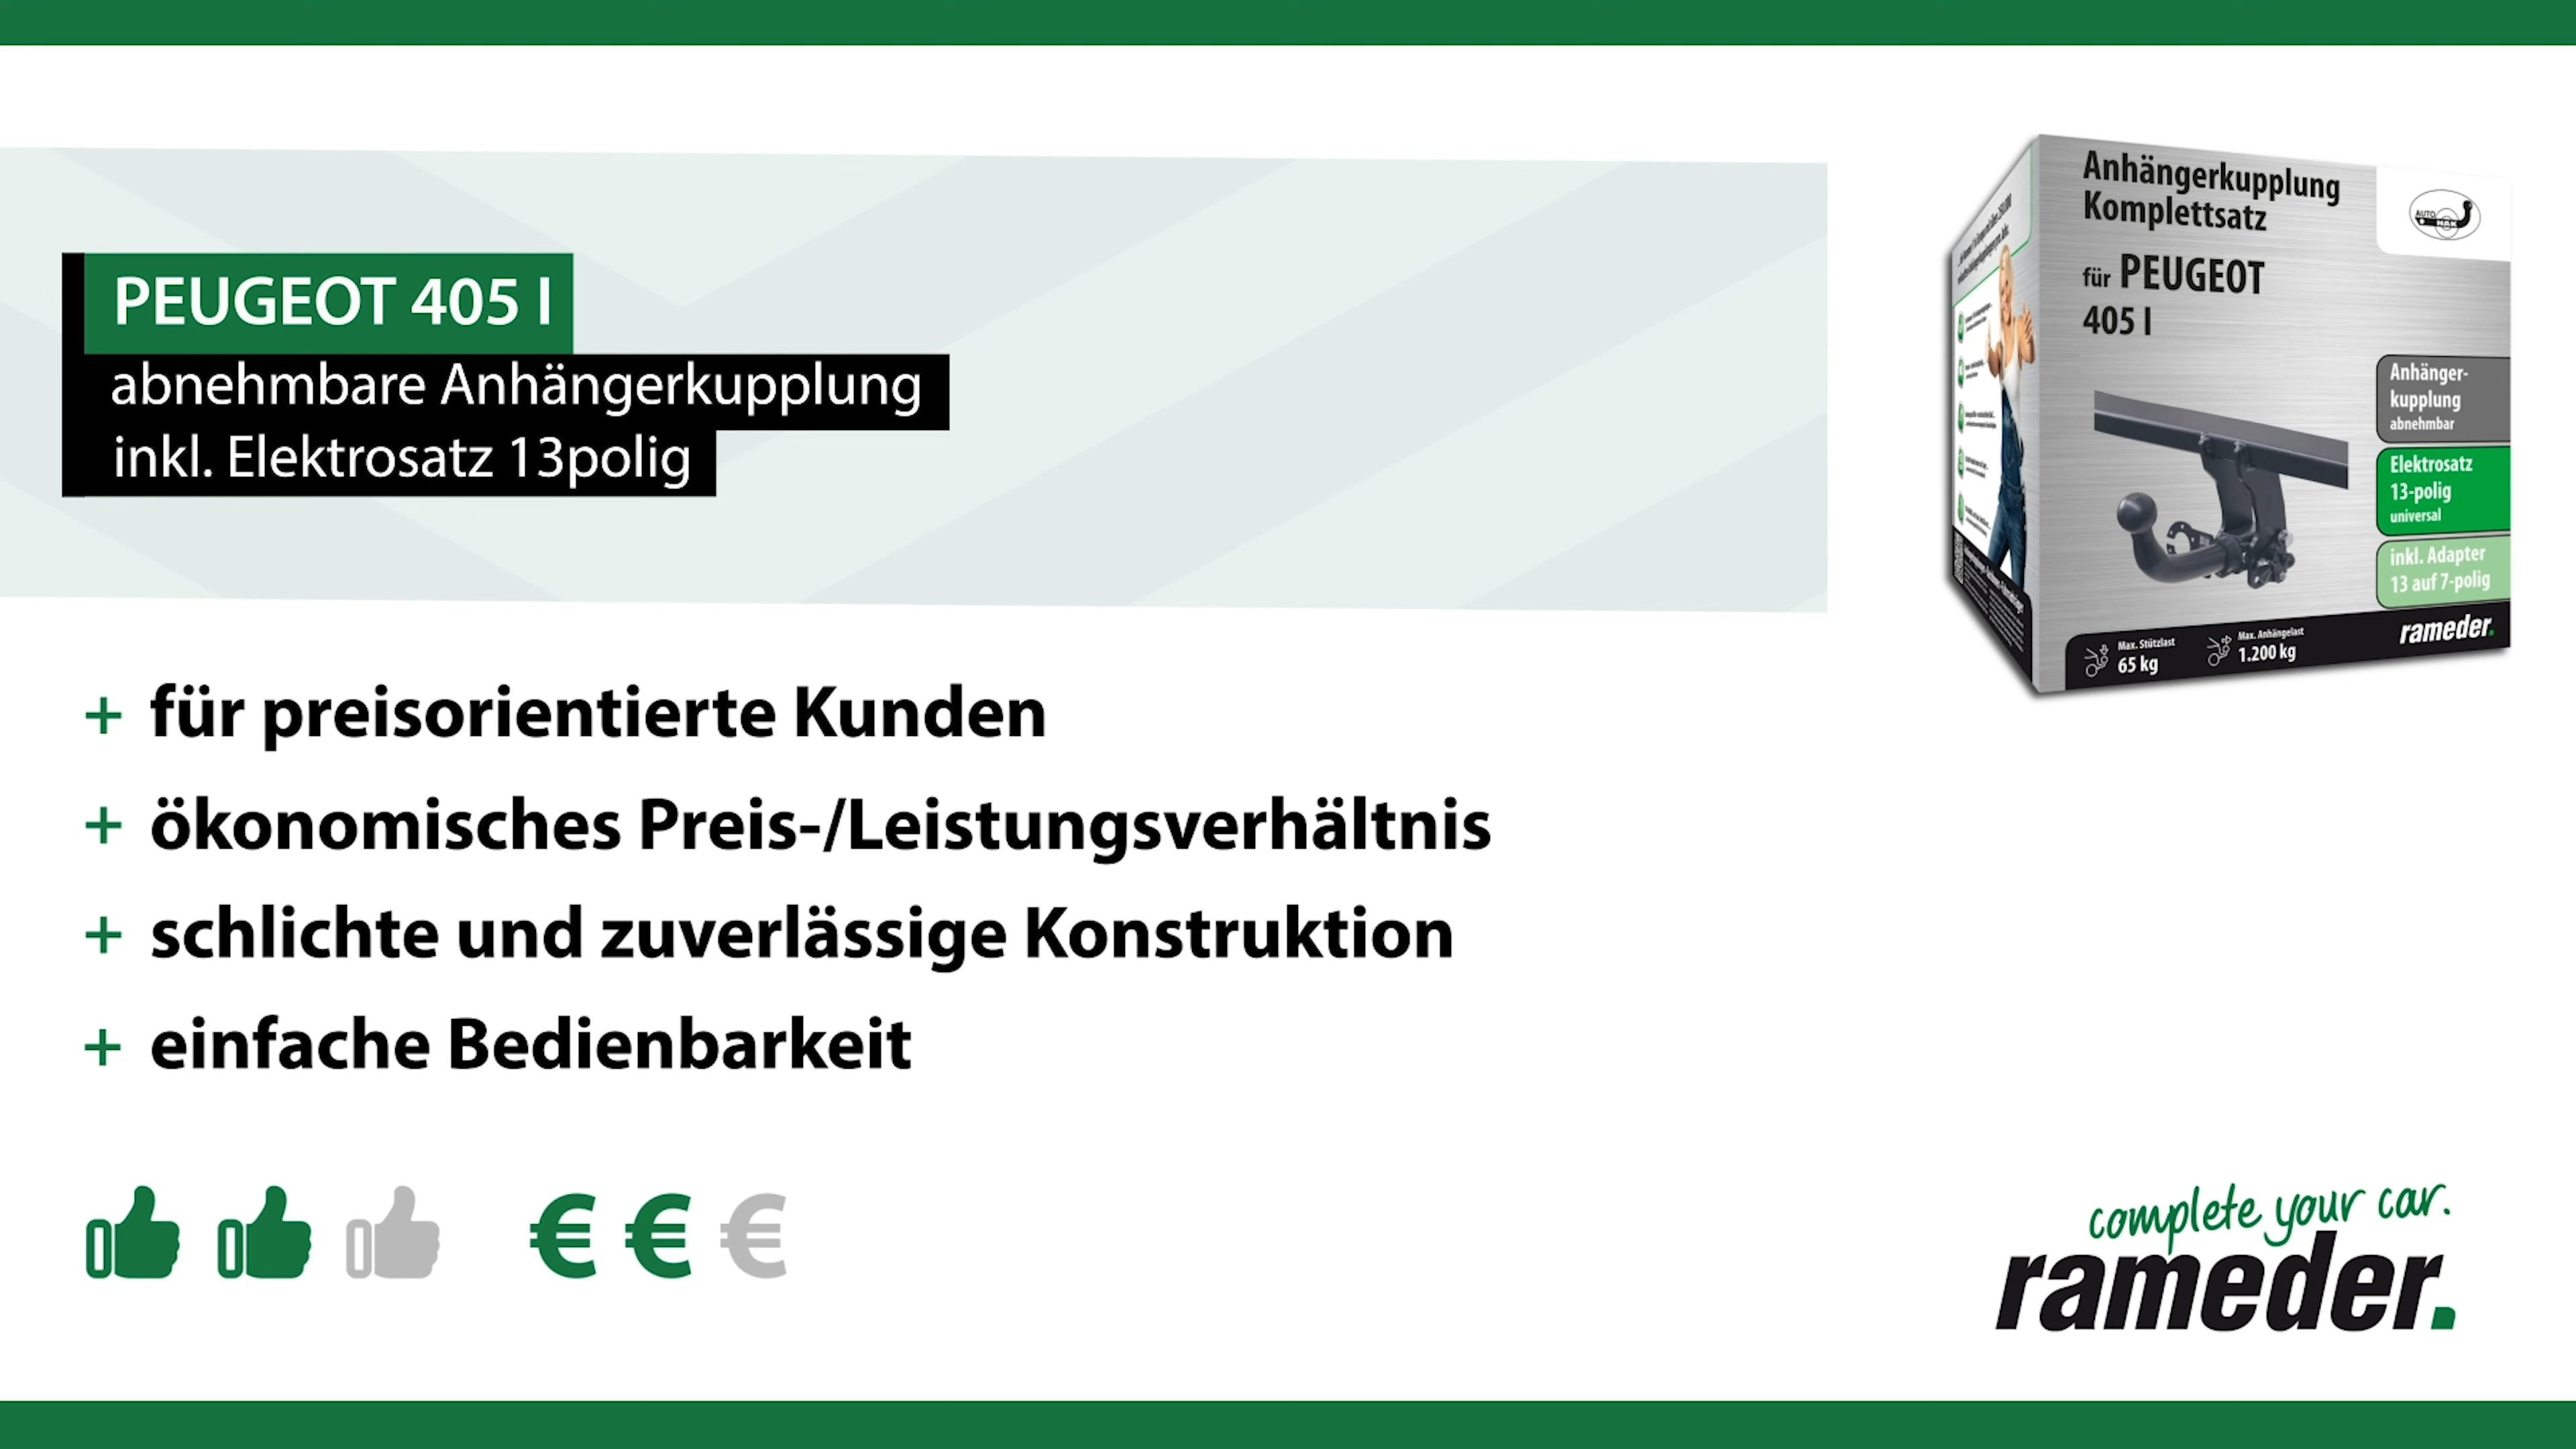 PEUGEOT 405 I
abnehmbare Anhängerkupplung
inkl. Elektrosatz 13polig
Anhängerkupplung
Komplettsatz
für PEUGEOT
405 I
AUTO
HAK
Anhänger-
kupplung
abnehmbar
Elektrosatz
13-polig
universal
inkl. Adapter
13 auf 7-polig
Max. Stützlast
65 kg
Max. Anhängelast
1.200 kg
rameder.
+ für preisorientierte Kunden
+ ökonomisches Preis-/Leistungsverhältnis
+ schlichte und zuverlässige Konstruktion
+ einfache Bedienbarkeit
€ € €
complete your car.
rameder.